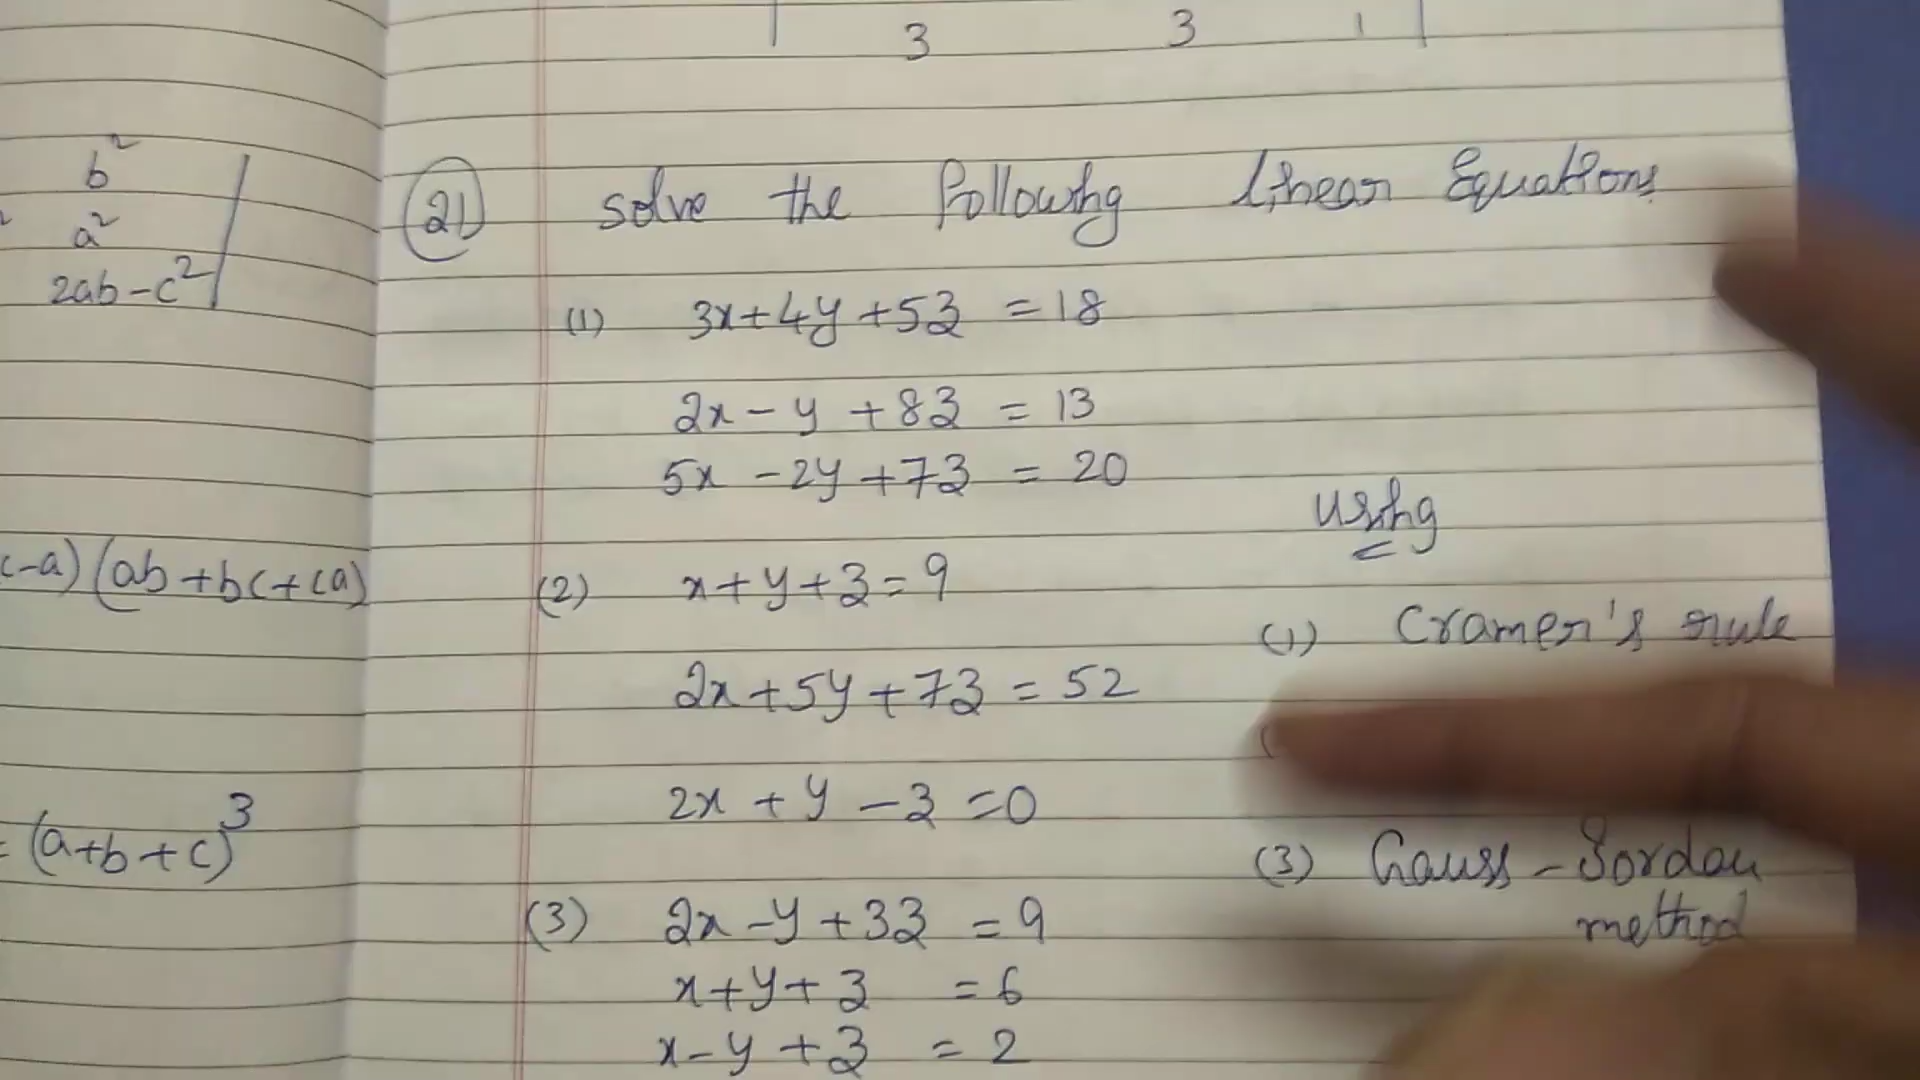 3 3 1
b²
a²
2ab-c²
c-a) (ab+bc+ca)
= (a+b+c)³
(21) solve the following linear Equations
(1) 3x+4y+5z = 18
2x-y+8z = 13
5x-2y+7z = 20
(2) x+y+z=9
2x+5y+7z = 52
2x+y-z=0
(3) 2x-y+3z = 9
x+y+z = 6
x-y+z = 2
using
(1) Cramer's rule
(3) Gauss-Jordan
method